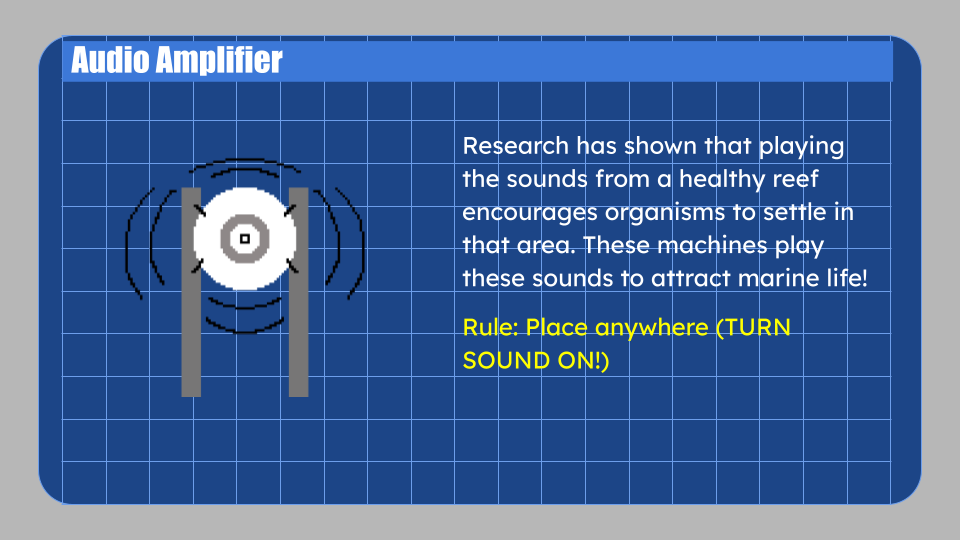 Audio Amplifier
Research has shown that playing
the sounds from a healthy reef
encourages organisms to settle in
that area. These machines play
these sounds to attract marine life!
Rule: Place anywhere (TURN
SOUND ON!)